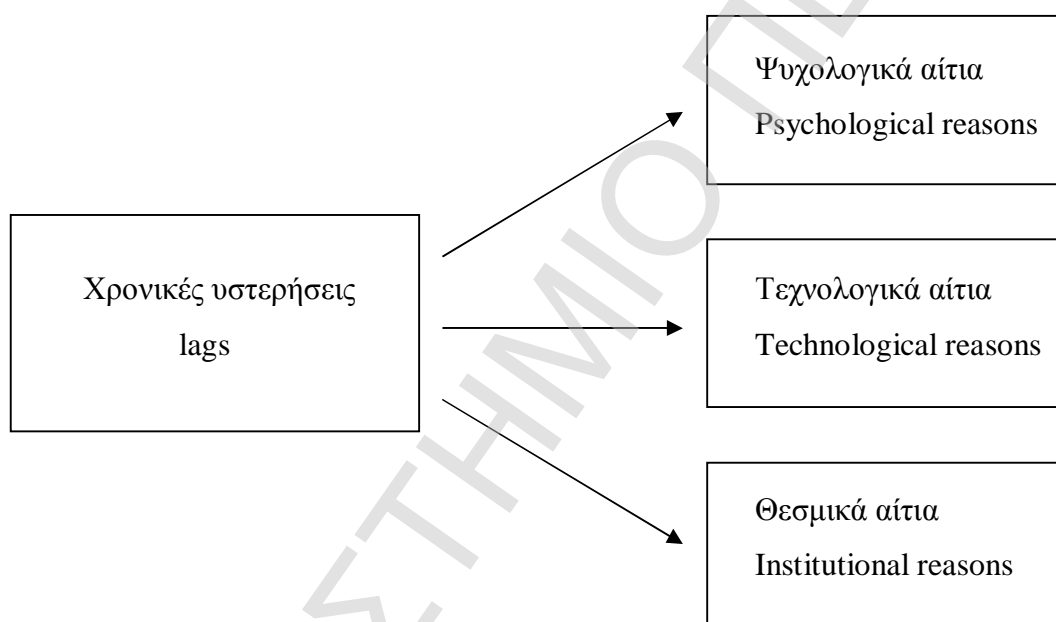 Ψυχολογικά αίτια
Psychological reasons
Χρονικές υστερήσεις
lags
Τεχνολογικά αίτια
Technological reasons
Θεσμικά αίτια
Institutional reasons